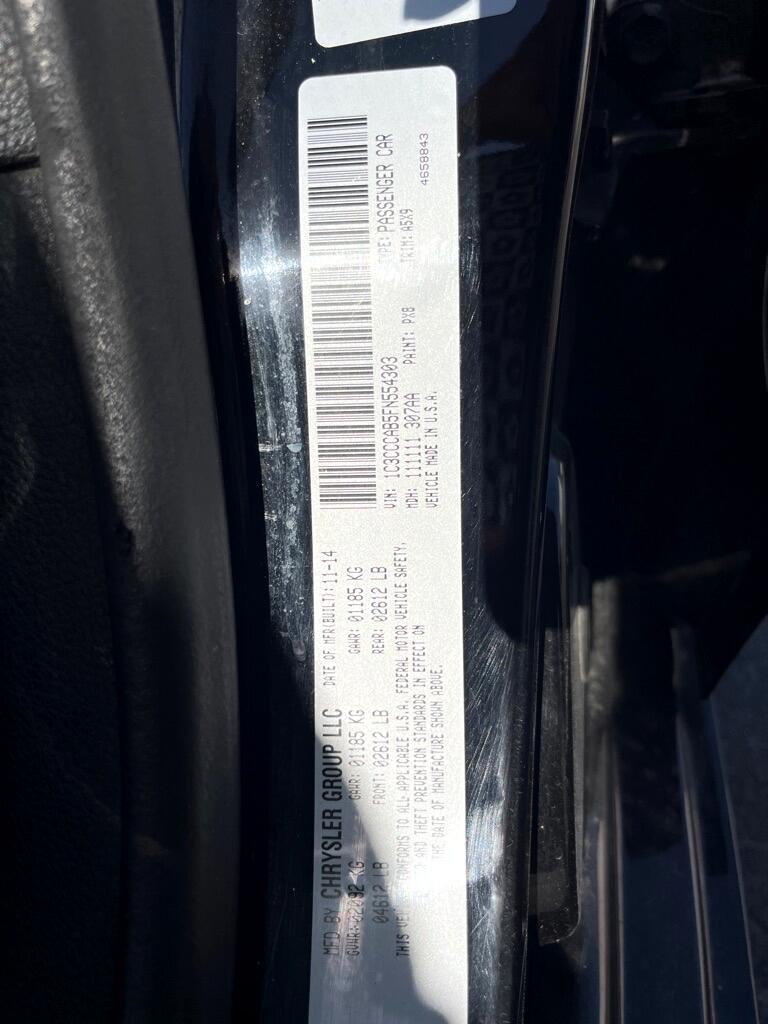 MFD BY CHRYSLER GROUP LLC DATE OF MFR(BUILT): 11-14
GVWR: 02092 KG GAWR: 01185 KG GAWR: 01185 KG
04612 LB FRONT: 02612 LB REAR: 02612 LB
THIS VEHICLE CONFORMS TO ALL APPLICABLE U.S.A. FEDERAL MOTOR VEHICLE SAFETY,
AND THEFT PREVENTION STANDARDS IN EFFECT ON
THE DATE OF MANUFACTURE SHOWN ABOVE.
VIN: 1C3CCCAB5FN554303 TYPE: PASSENGER CAR
MDH: 111111 307AA PAINT: PX8 TRIM: A5X9
VEHICLE MADE IN U.S.A. 4658843